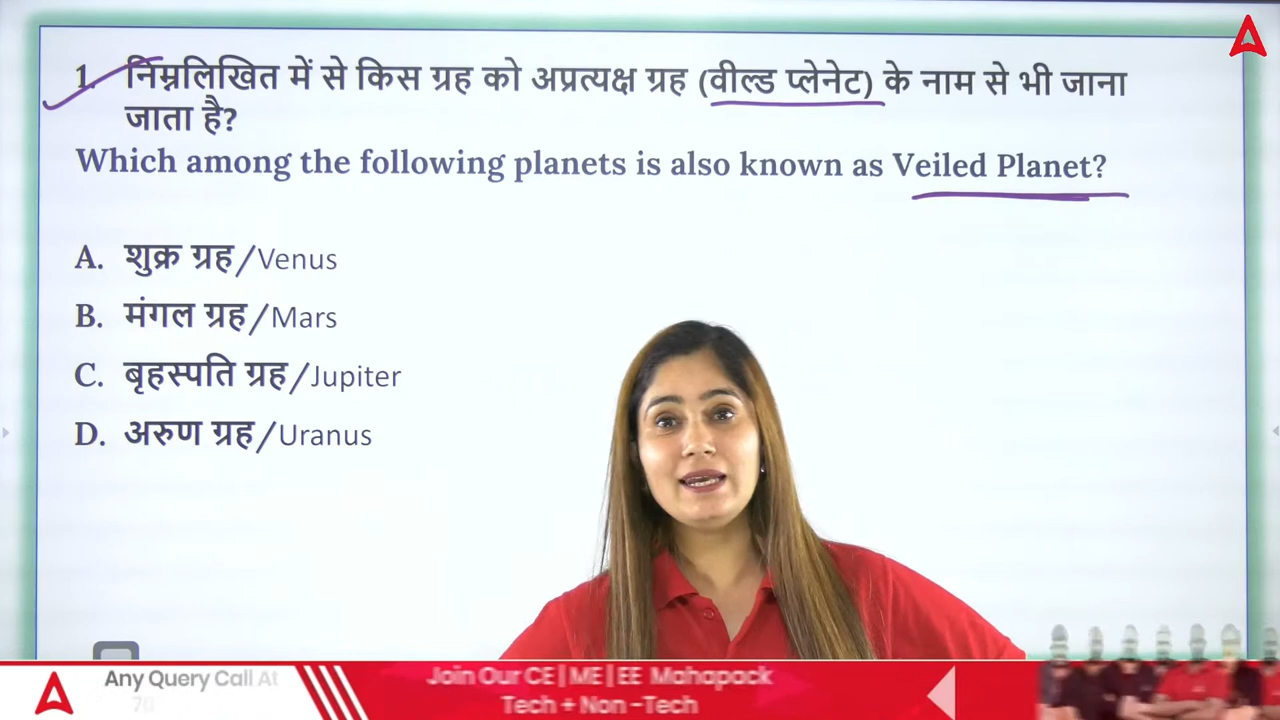 1. निम्नलिखित में से किस ग्रह को अप्रत्यक्ष ग्रह (वील्ड प्लेनेट) के नाम से भी जाना
जाता है?
Which among the following planets is also known as Veiled Planet?
A. शुक्र ग्रह/Venus
B. मंगल ग्रह/Mars
C. बृहस्पति ग्रह/Jupiter
D. अरुण ग्रह/Uranus
Any Query Call At
70
Join Our CE | ME | EE Mahapack
Tech + Non -Tech